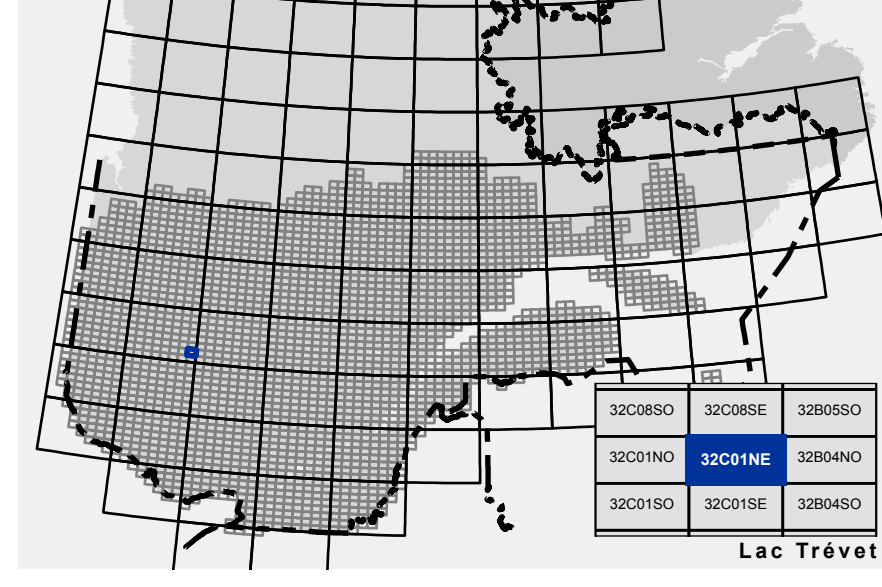 32C08SO 32C08SE 32B05SO
32C01NO 32C01NE 32B04NO
32C01SO 32C01SE 32B04SO
Lac Trévet